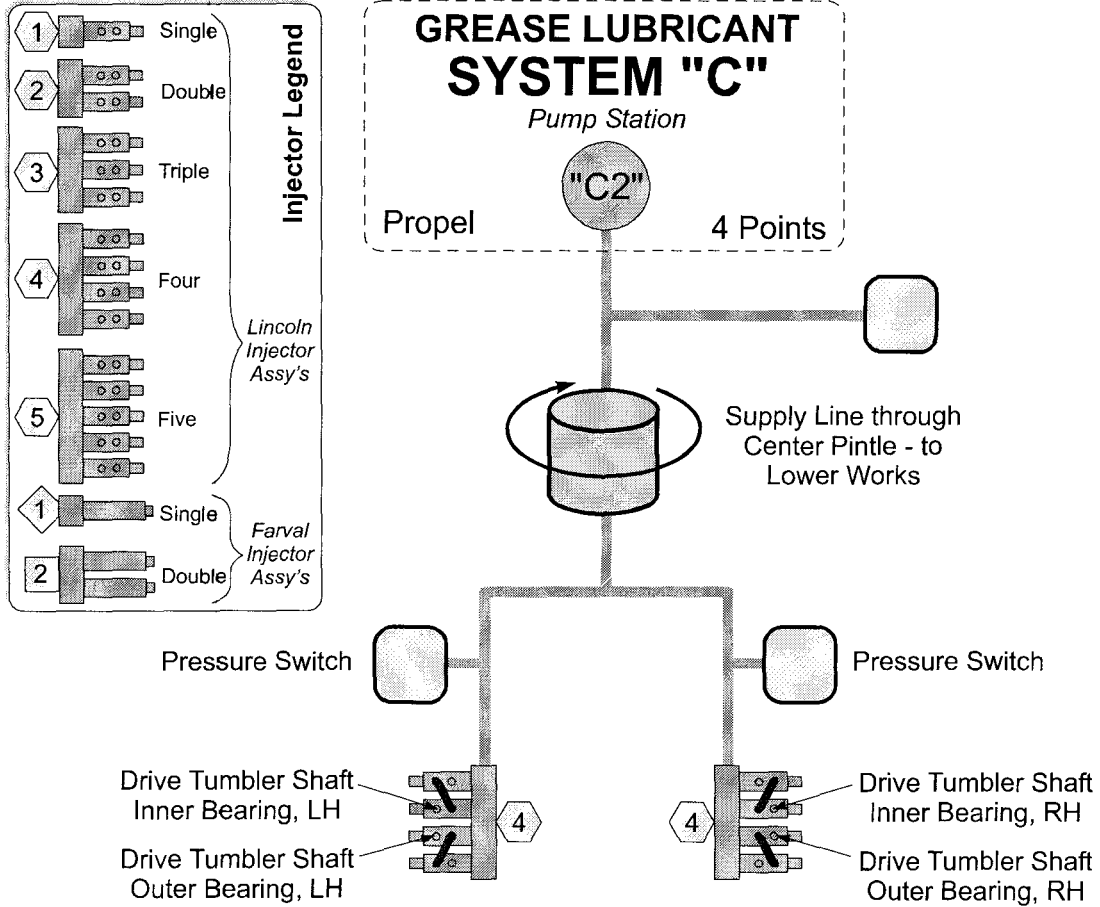 Injector Legend
1
Single
2
Double
3
Triple
4
Four
5
Five
Lincoln
Injector
Assy's
1
Single
2
Double
Farval
Injector
Assy's
GREASE LUBRICANT
SYSTEM "C"
Pump Station
"C2"
Propel
4 Points
Supply Line through
Center Pintle - to
Lower Works
Pressure Switch
Pressure Switch
Drive Tumbler Shaft
Inner Bearing, LH
Drive Tumbler Shaft
Outer Bearing, LH
4
4
Drive Tumbler Shaft
Inner Bearing, RH
Drive Tumbler Shaft
Outer Bearing, RH